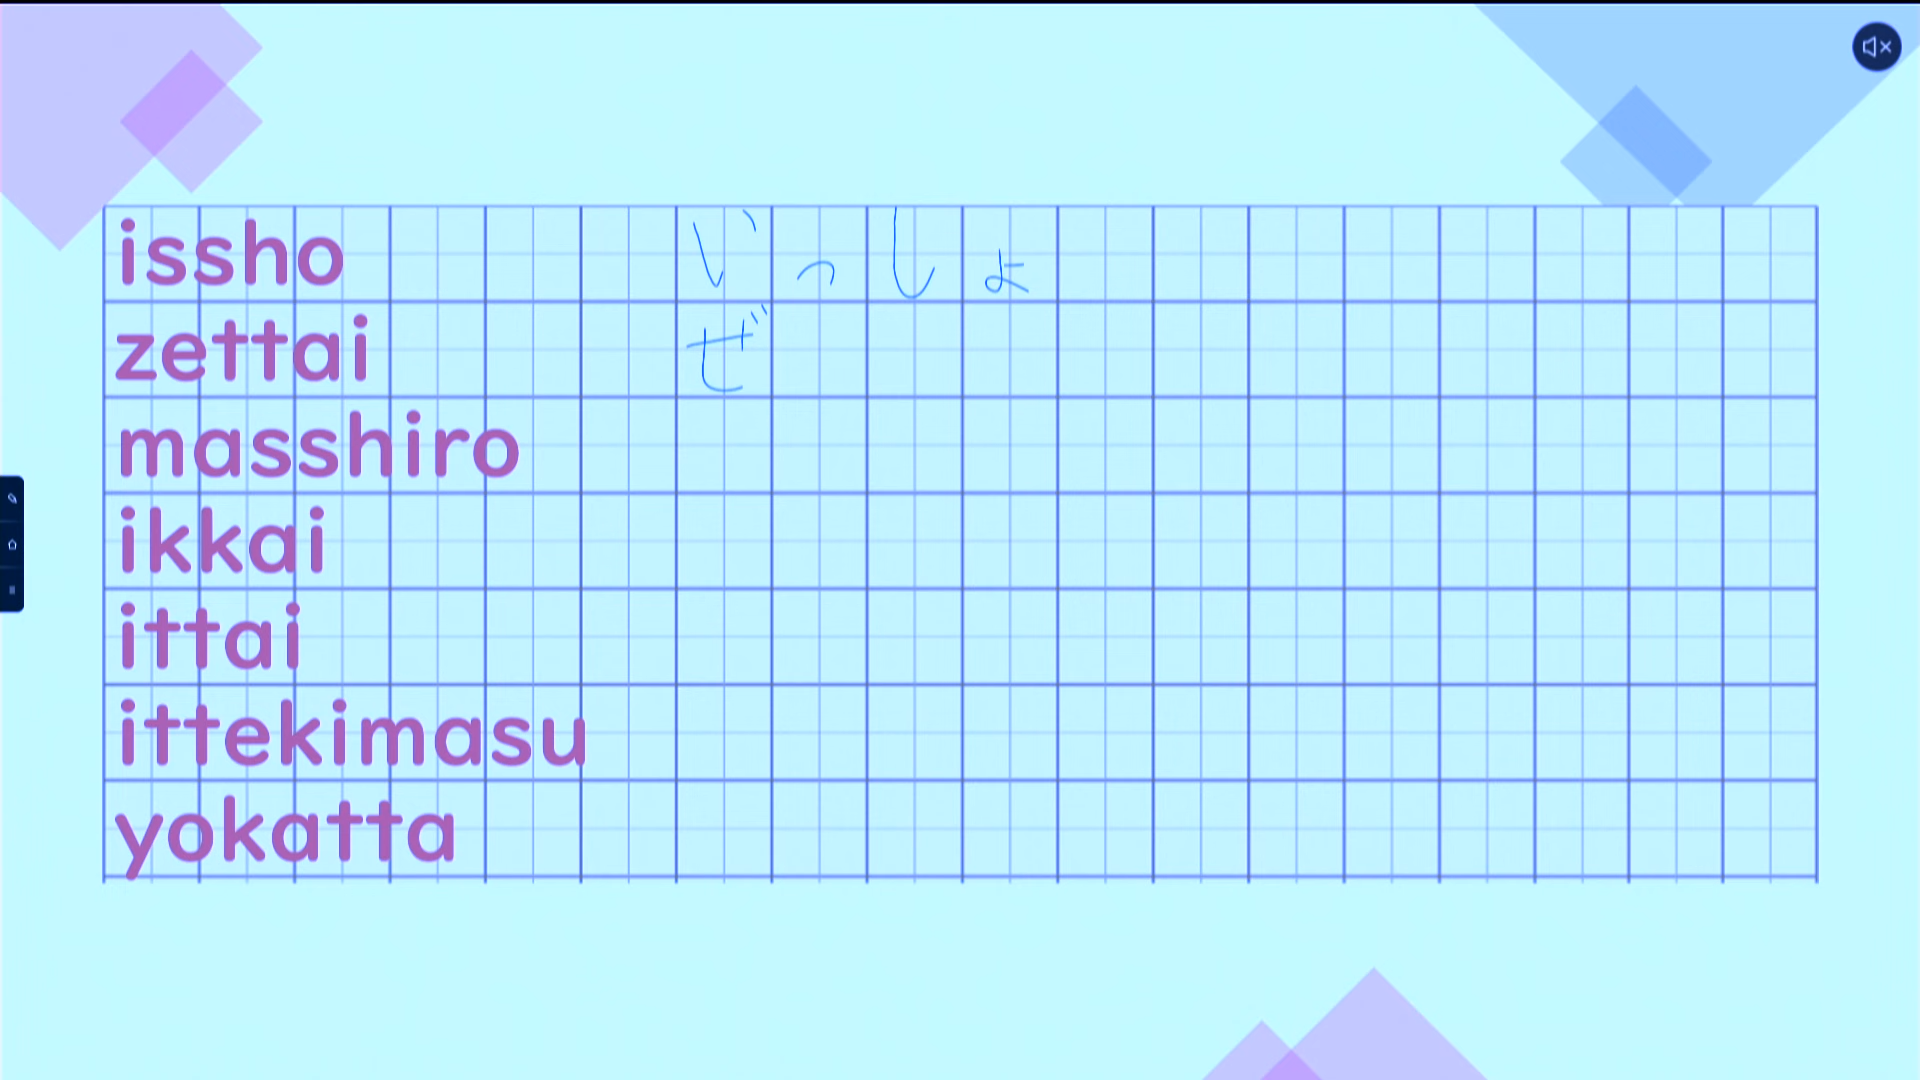 issho いっしょ
zettai ぜ
masshiro
ikkai
ittai
ittekimasu
yokatta